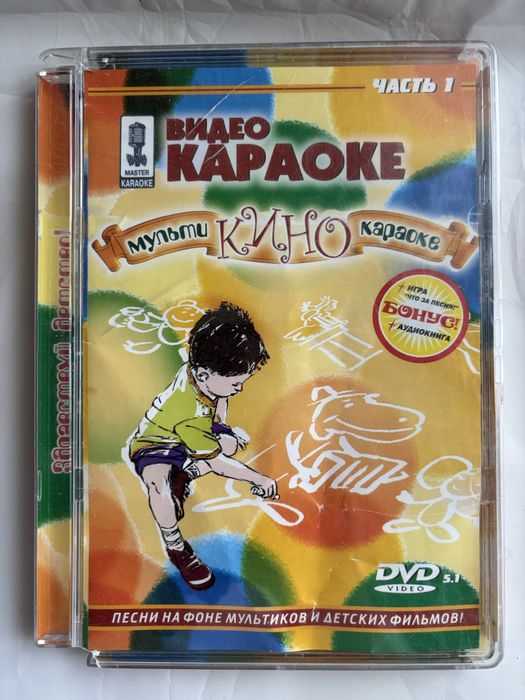 ЧАСТЬ 1
MASTER
KARAOKE
ВИДЕО
КАРАОКЕ
мульти КИНО караоке
+ ИГРА
"ЧТО ЗА ПЕСНЯ!"
БОНУС!
+ АУДИОКНИГА
Здравствуй, детство!
DVD 5.1
VIDEO
ПЕСНИ НА ФОНЕ МУЛЬТИКОВ И ДЕТСКИХ ФИЛЬМОВ!